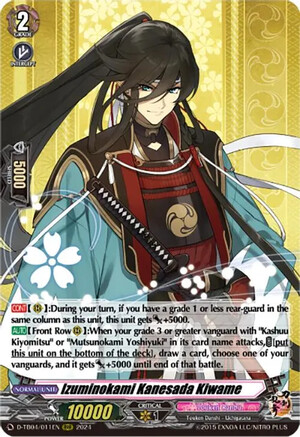 2
GRADE
INTERCEPT
5000
SHIELD
CONT【】:During your turn, if you have a grade 1 or less rear-guard in the
same column as this unit, this unit gets +5000.
AUTO【Front Row】:When your grade 3 or greater vanguard with "Kashuu
Kiyomitsu" or "Mutsunokami Yoshiyuki" in its card name attacks, [put
this unit on the bottom of the deck], draw a card, choose one of your
vanguards, and it gets +5000 until end of that battle.
NORMAL UNIT
Izuminokami Kanesada Kiwame
POWER
10000
CRITICAL
1
Touken Danshi - Uchigatana
D-TB04/011EN RRR 2024
©2015 EXNOA LLC/NITRO PLUS